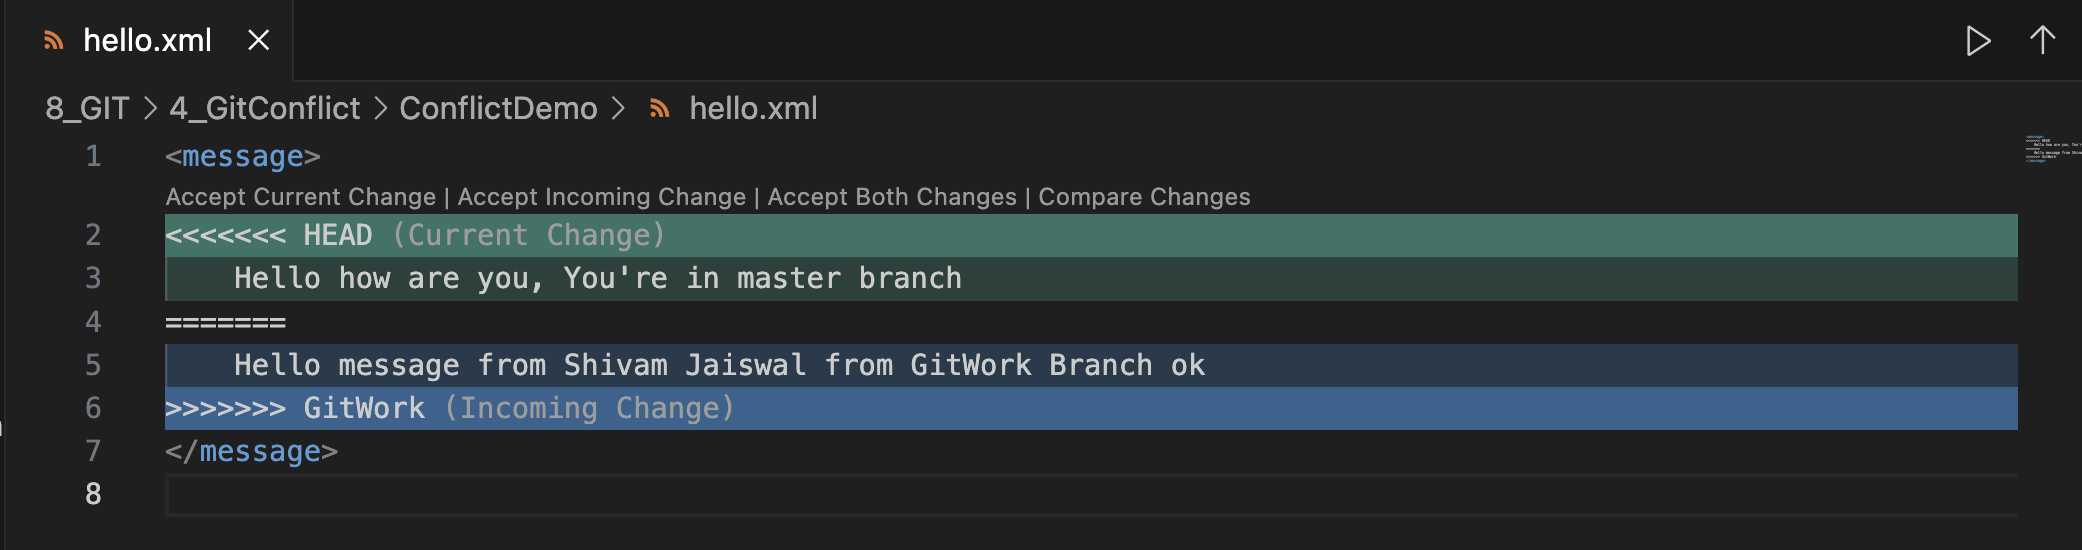 hello.xml
8_GIT > 4_GitConflict > ConflictDemo > hello.xml
1 <message>
Accept Current Change | Accept Incoming Change | Accept Both Changes | Compare Changes
2 <<<<<<< HEAD (Current Change)
3     Hello how are you, You're in master branch
4 =======
5     Hello message from Shivam Jaiswal from GitWork Branch ok
6 >>>>>>> GitWork (Incoming Change)
7 </message>
8